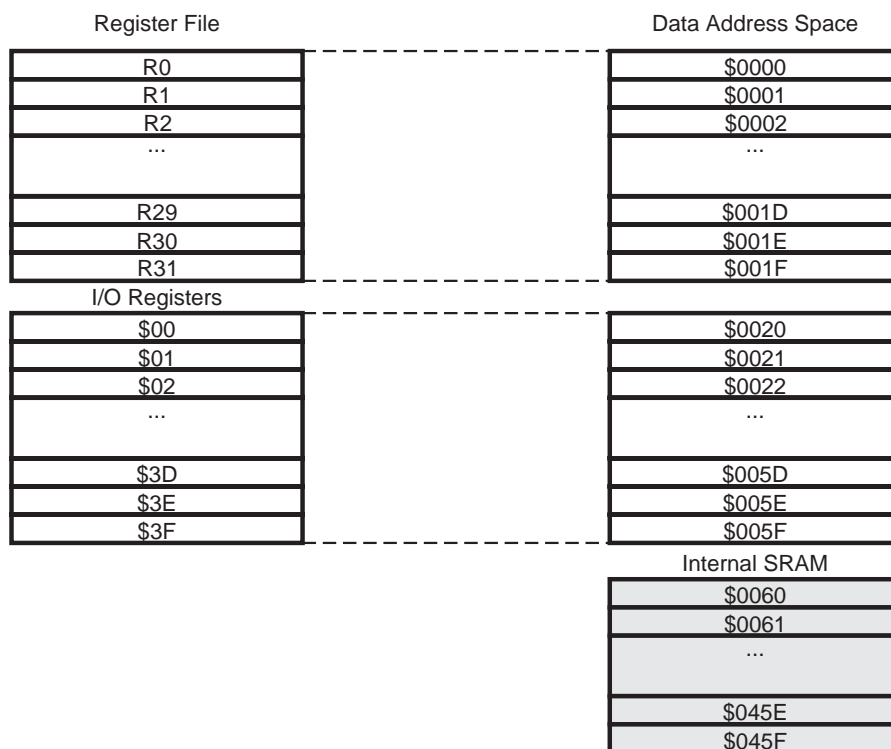 Register File Data Address Space
R0 $0000
R1 $0001
R2 $0002
... ...
R29 $001D
R30 $001E
R31 $001F
I/O Registers
$00 $0020
$01 $0021
$02 $0022
... ...
$3D $005D
$3E $005E
$3F $005F
Internal SRAM
$0060
$0061
...
$045E
$045F